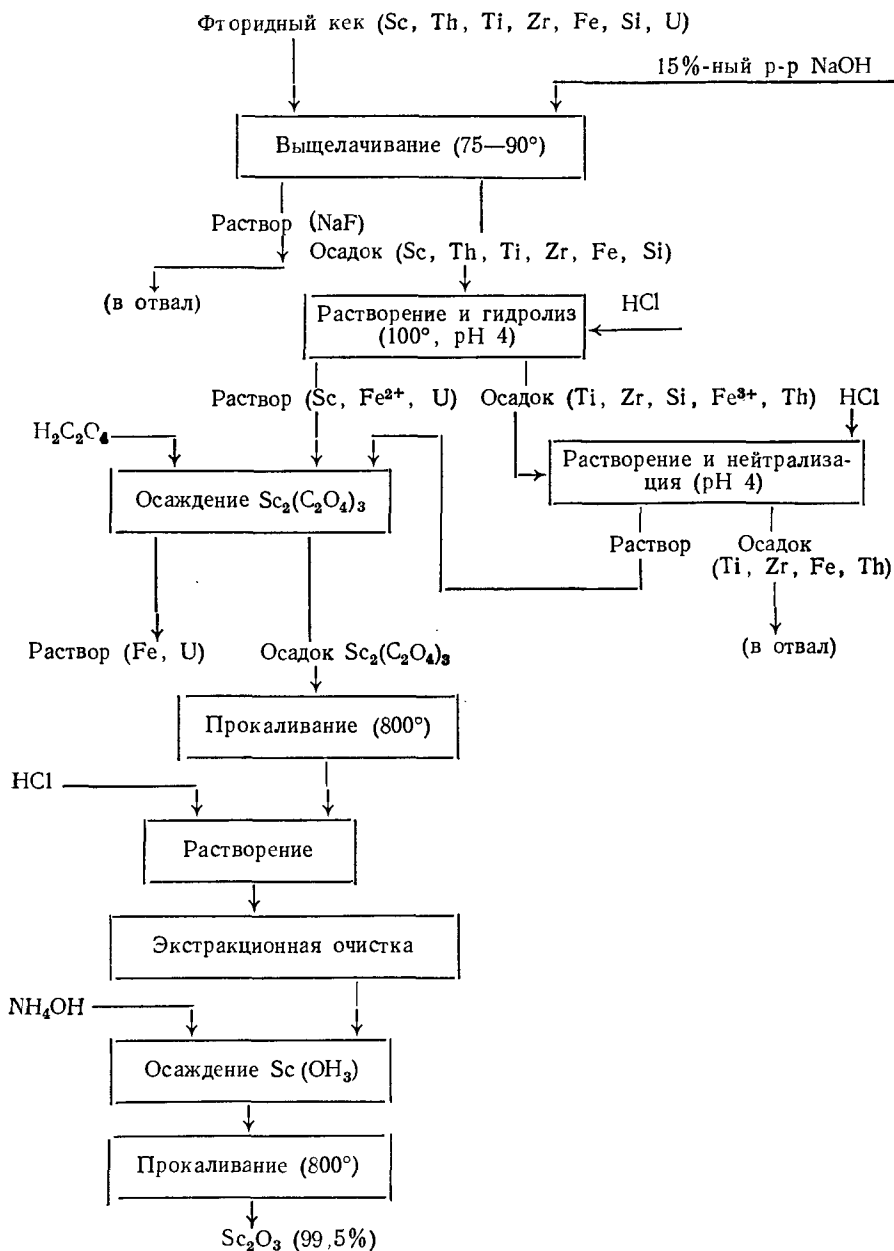 Фторидный кек (Sc, Th, Ti, Zr, Fe, Si, U)
15%-ный р-р NaOH
Выщелачивание (75—90°)
Раствор (NaF)
Осадок (Sc, Th, Ti, Zr, Fe, Si)
(в отвал)
Растворение и гидролиз
(100°, pH 4)
HCl
Раствор (Sc, Fe²⁺, U)
Осадок (Ti, Zr, Si, Fe³⁺, Th)
HCl
H₂C₂O₄
Осаждение Sc₂(C₂O₄)₃
Растворение и нейтрализа-
ция (pH 4)
Раствор
Осадок
(Ti, Zr, Fe, Th)
(в отвал)
Раствор (Fe, U)
Осадок Sc₂(C₂O₄)₃
Прокаливание (800°)
HCl
Растворение
Экстракционная очистка
NH₄OH
Осаждение Sc (OH₃)
Прокаливание (800°)
Sc₂O₃ (99,5%)